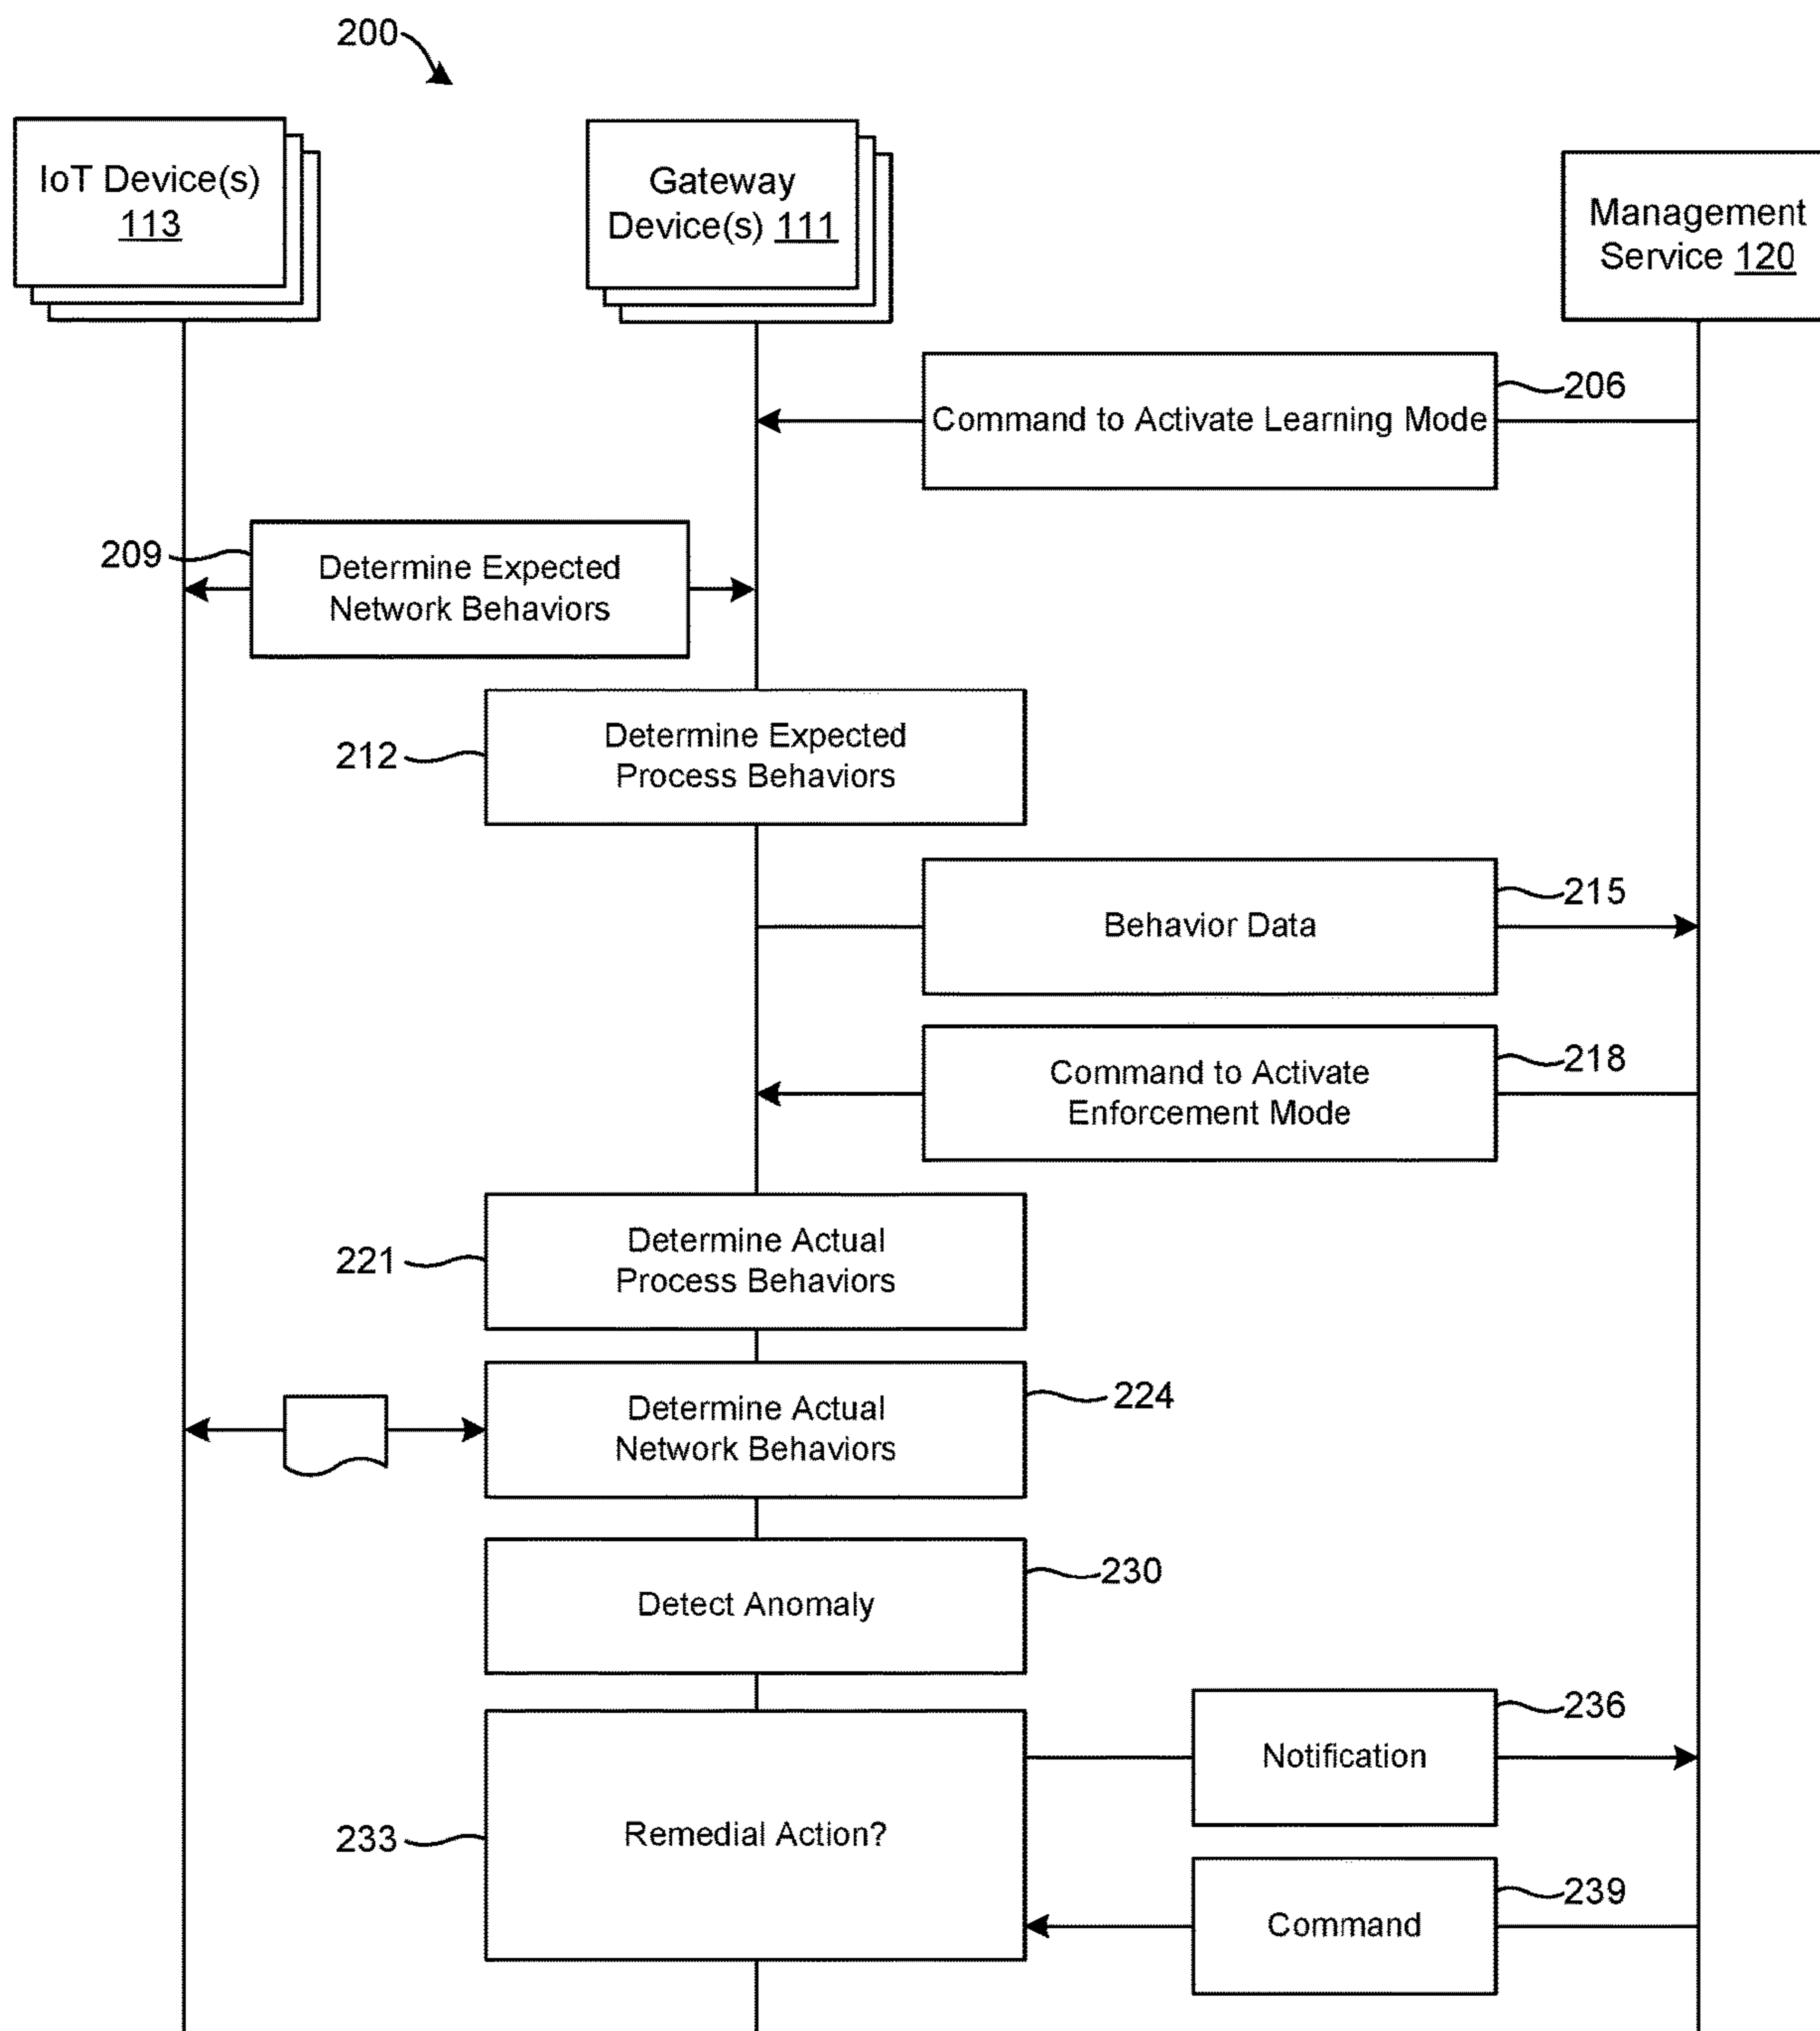 200
IoT Device(s)
113
Gateway
Device(s) 111
Management
Service 120
206
Command to Activate Learning Mode
209
Determine Expected
Network Behaviors
212
Determine Expected
Process Behaviors
215
Behavior Data
218
Command to Activate
Enforcement Mode
221
Determine Actual
Process Behaviors
224
Determine Actual
Network Behaviors
230
Detect Anomaly
236
Notification
233
Remedial Action?
239
Command